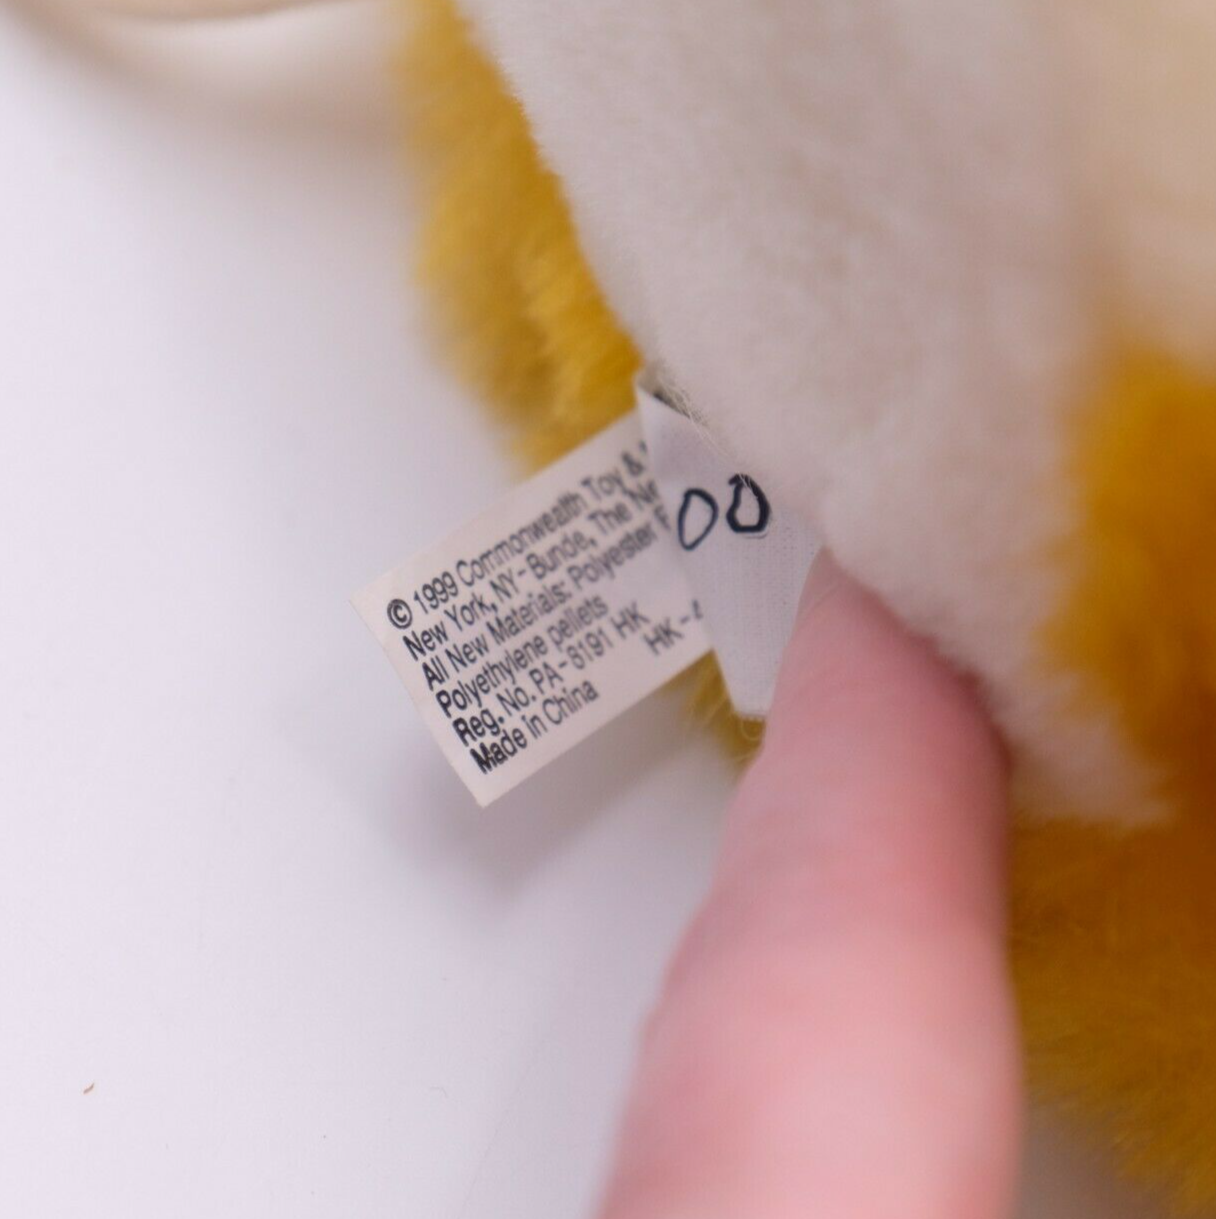 © 1999 Commonwealth Toy &
New York, NY - Bunde, The
All New Materials: Polyester
Polyethylene pellets
Reg. No. PA - 8191 HK
HK -
Made in China
00